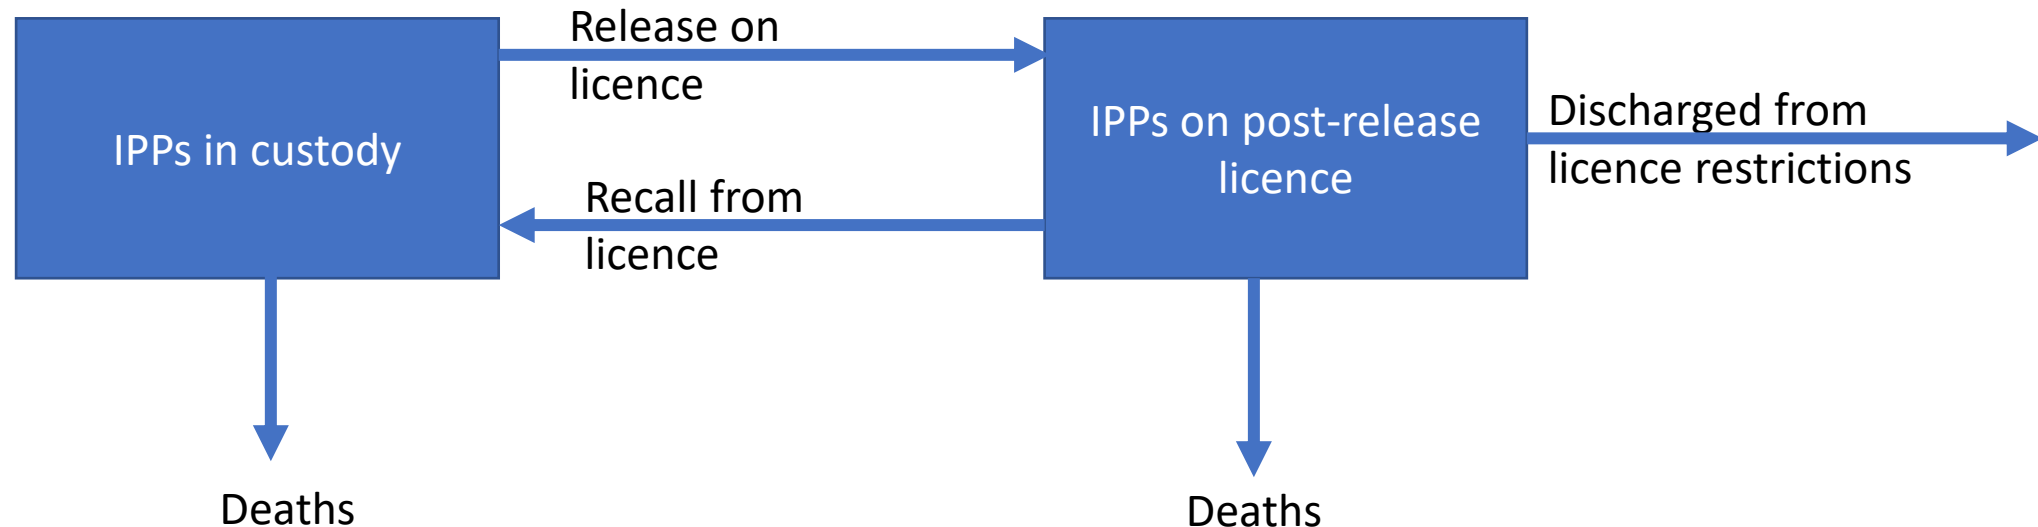 Release on
licence
IPPs in custody
Recall from
licence
IPPs on post-release
licence
Discharged from
licence restrictions
Deaths
Deaths